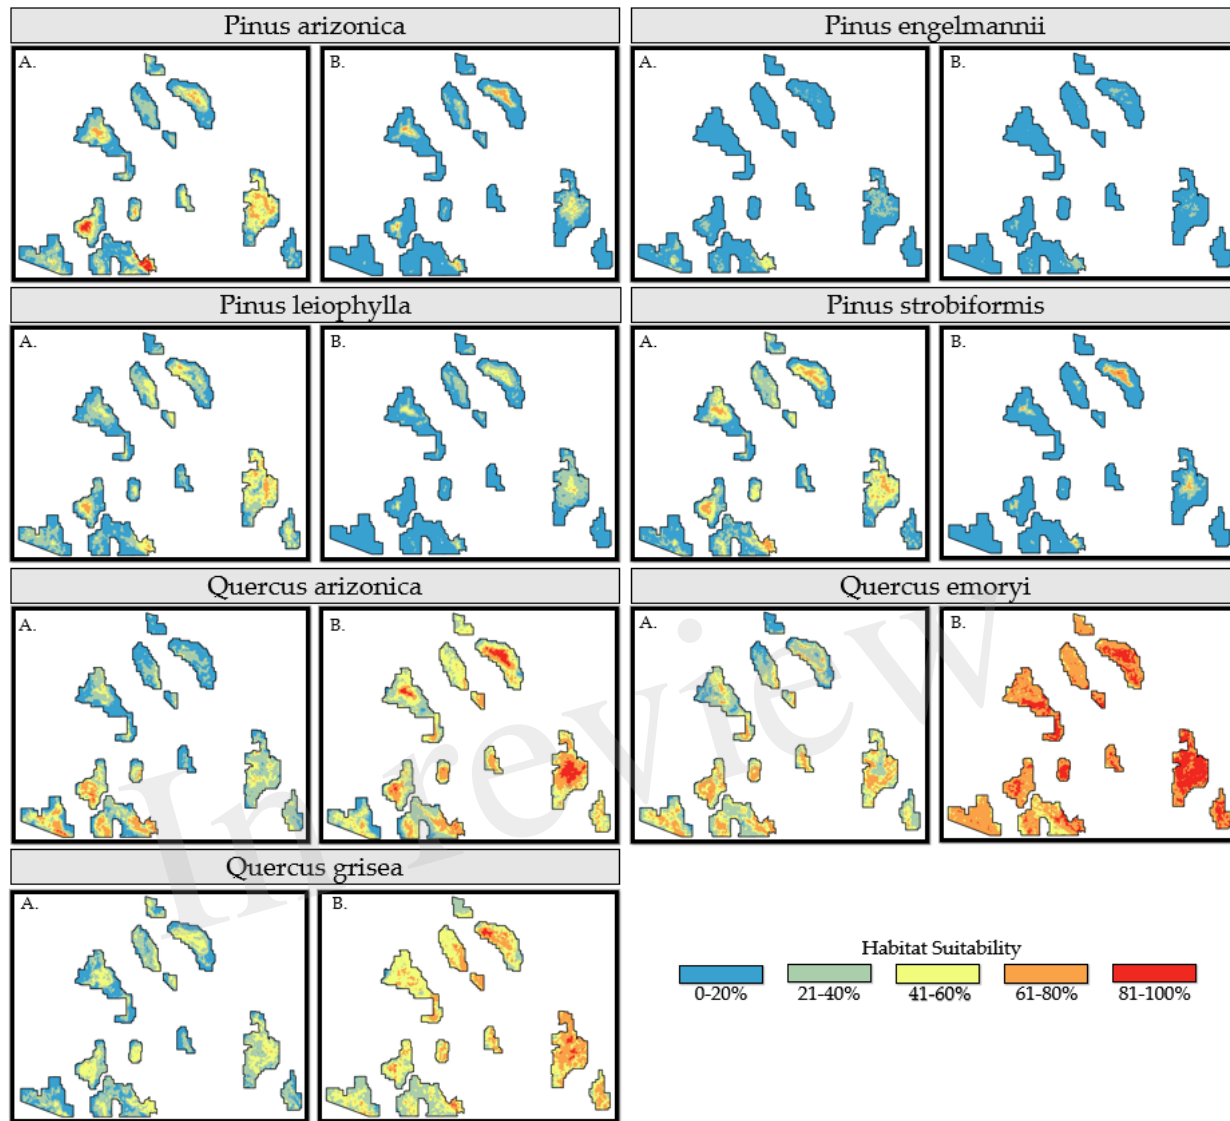 Pinus arizonica
Pinus engelmannii
A.
B.
A.
B.
Pinus leiophylla
Pinus strobiformis
A.
B.
A.
B.
Quercus arizonica
Quercus emoryi
A.
B.
A.
B.
Quercus grisea
A.
B.
Habitat Suitability
0-20%
21-40%
41-60%
61-80%
81-100%
In review